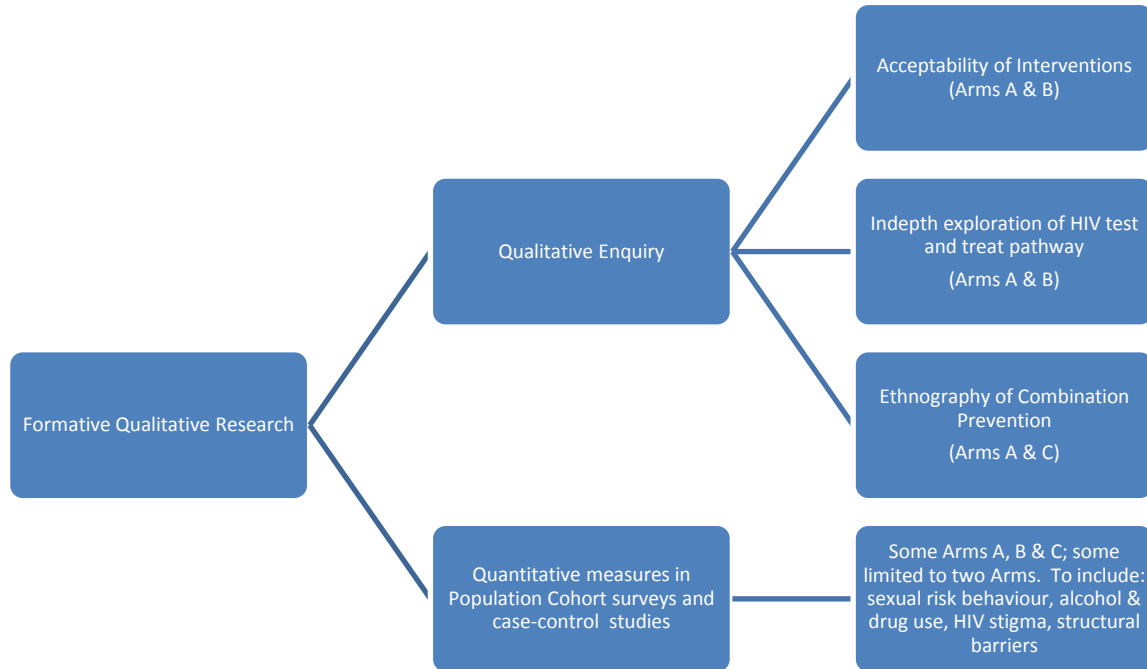 Acceptability of Interventions
(Arms A & B)
Indepth exploration of HIV test
and treat pathway
(Arms A & B)
Qualitative Enquiry
Ethnography of Combination
Prevention
(Arms A & C)
Formative Qualitative Research
Quantitative measures in
Population Cohort surveys and
case-control studies
Some Arms A, B & C; some
limited to two Arms. To include:
sexual risk behaviour, alcohol &
drug use, HIV stigma, structural
barriers